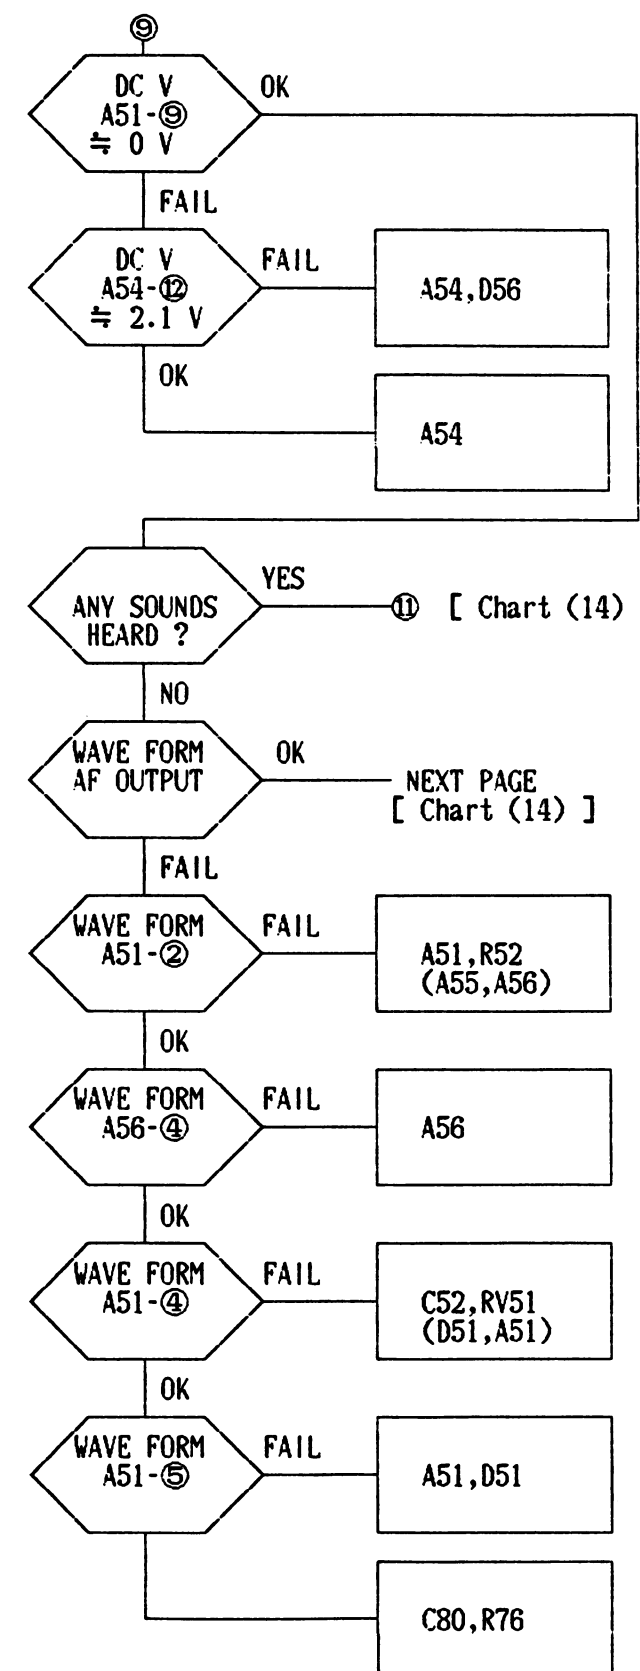 ⑨
DC V
A51-⑨
≒ 0 V
OK
FAIL
DC V
A54-⑫
≒ 2.1 V
FAIL
A54,D56
OK
A54
ANY SOUNDS
HEARD ?
YES
⑪ [ Chart (14)
NO
WAVE FORM
AF OUTPUT
OK
NEXT PAGE
[ Chart (14) ]
FAIL
WAVE FORM
A51-②
FAIL
A51,R52
(A55,A56)
OK
WAVE FORM
A56-④
FAIL
A56
OK
WAVE FORM
A51-④
FAIL
C52,RV51
(D51,A51)
OK
WAVE FORM
A51-⑤
FAIL
A51,D51
C80,R76